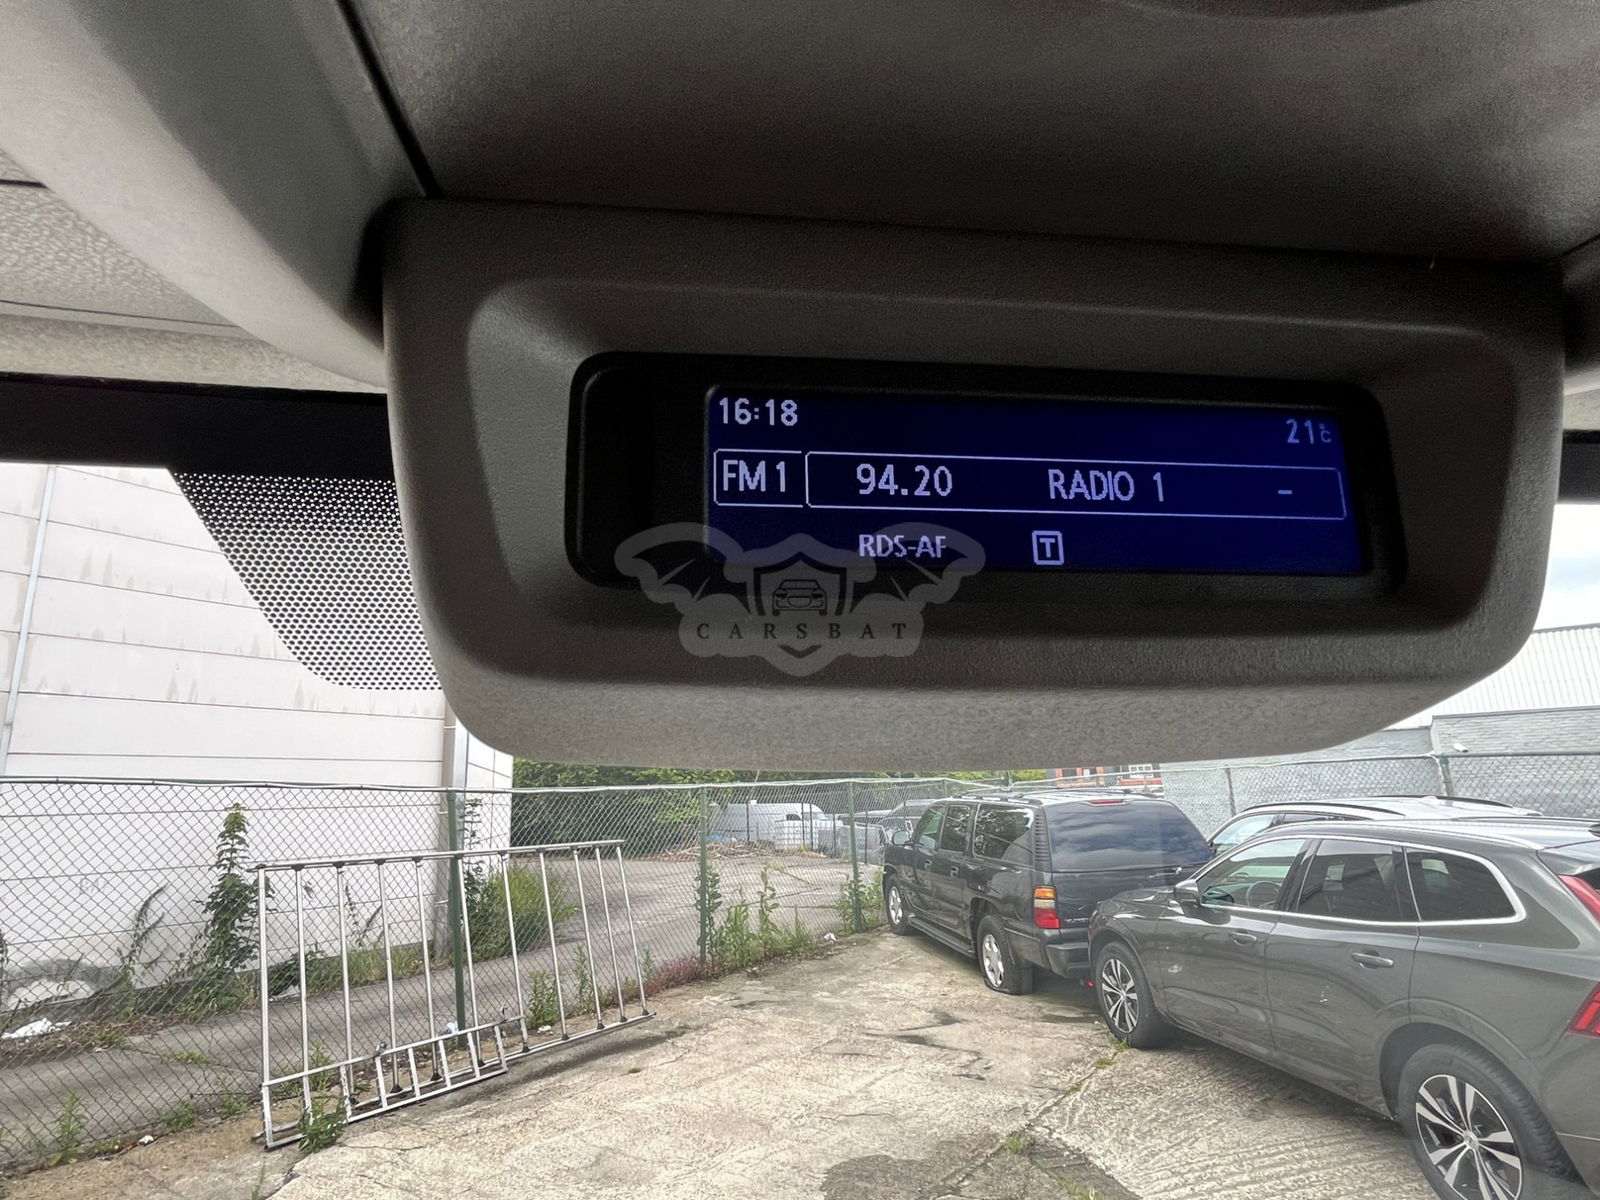 16:18
21°C
FM1 94.20 RADIO 1 -
RDS-AF T
CARSBAT